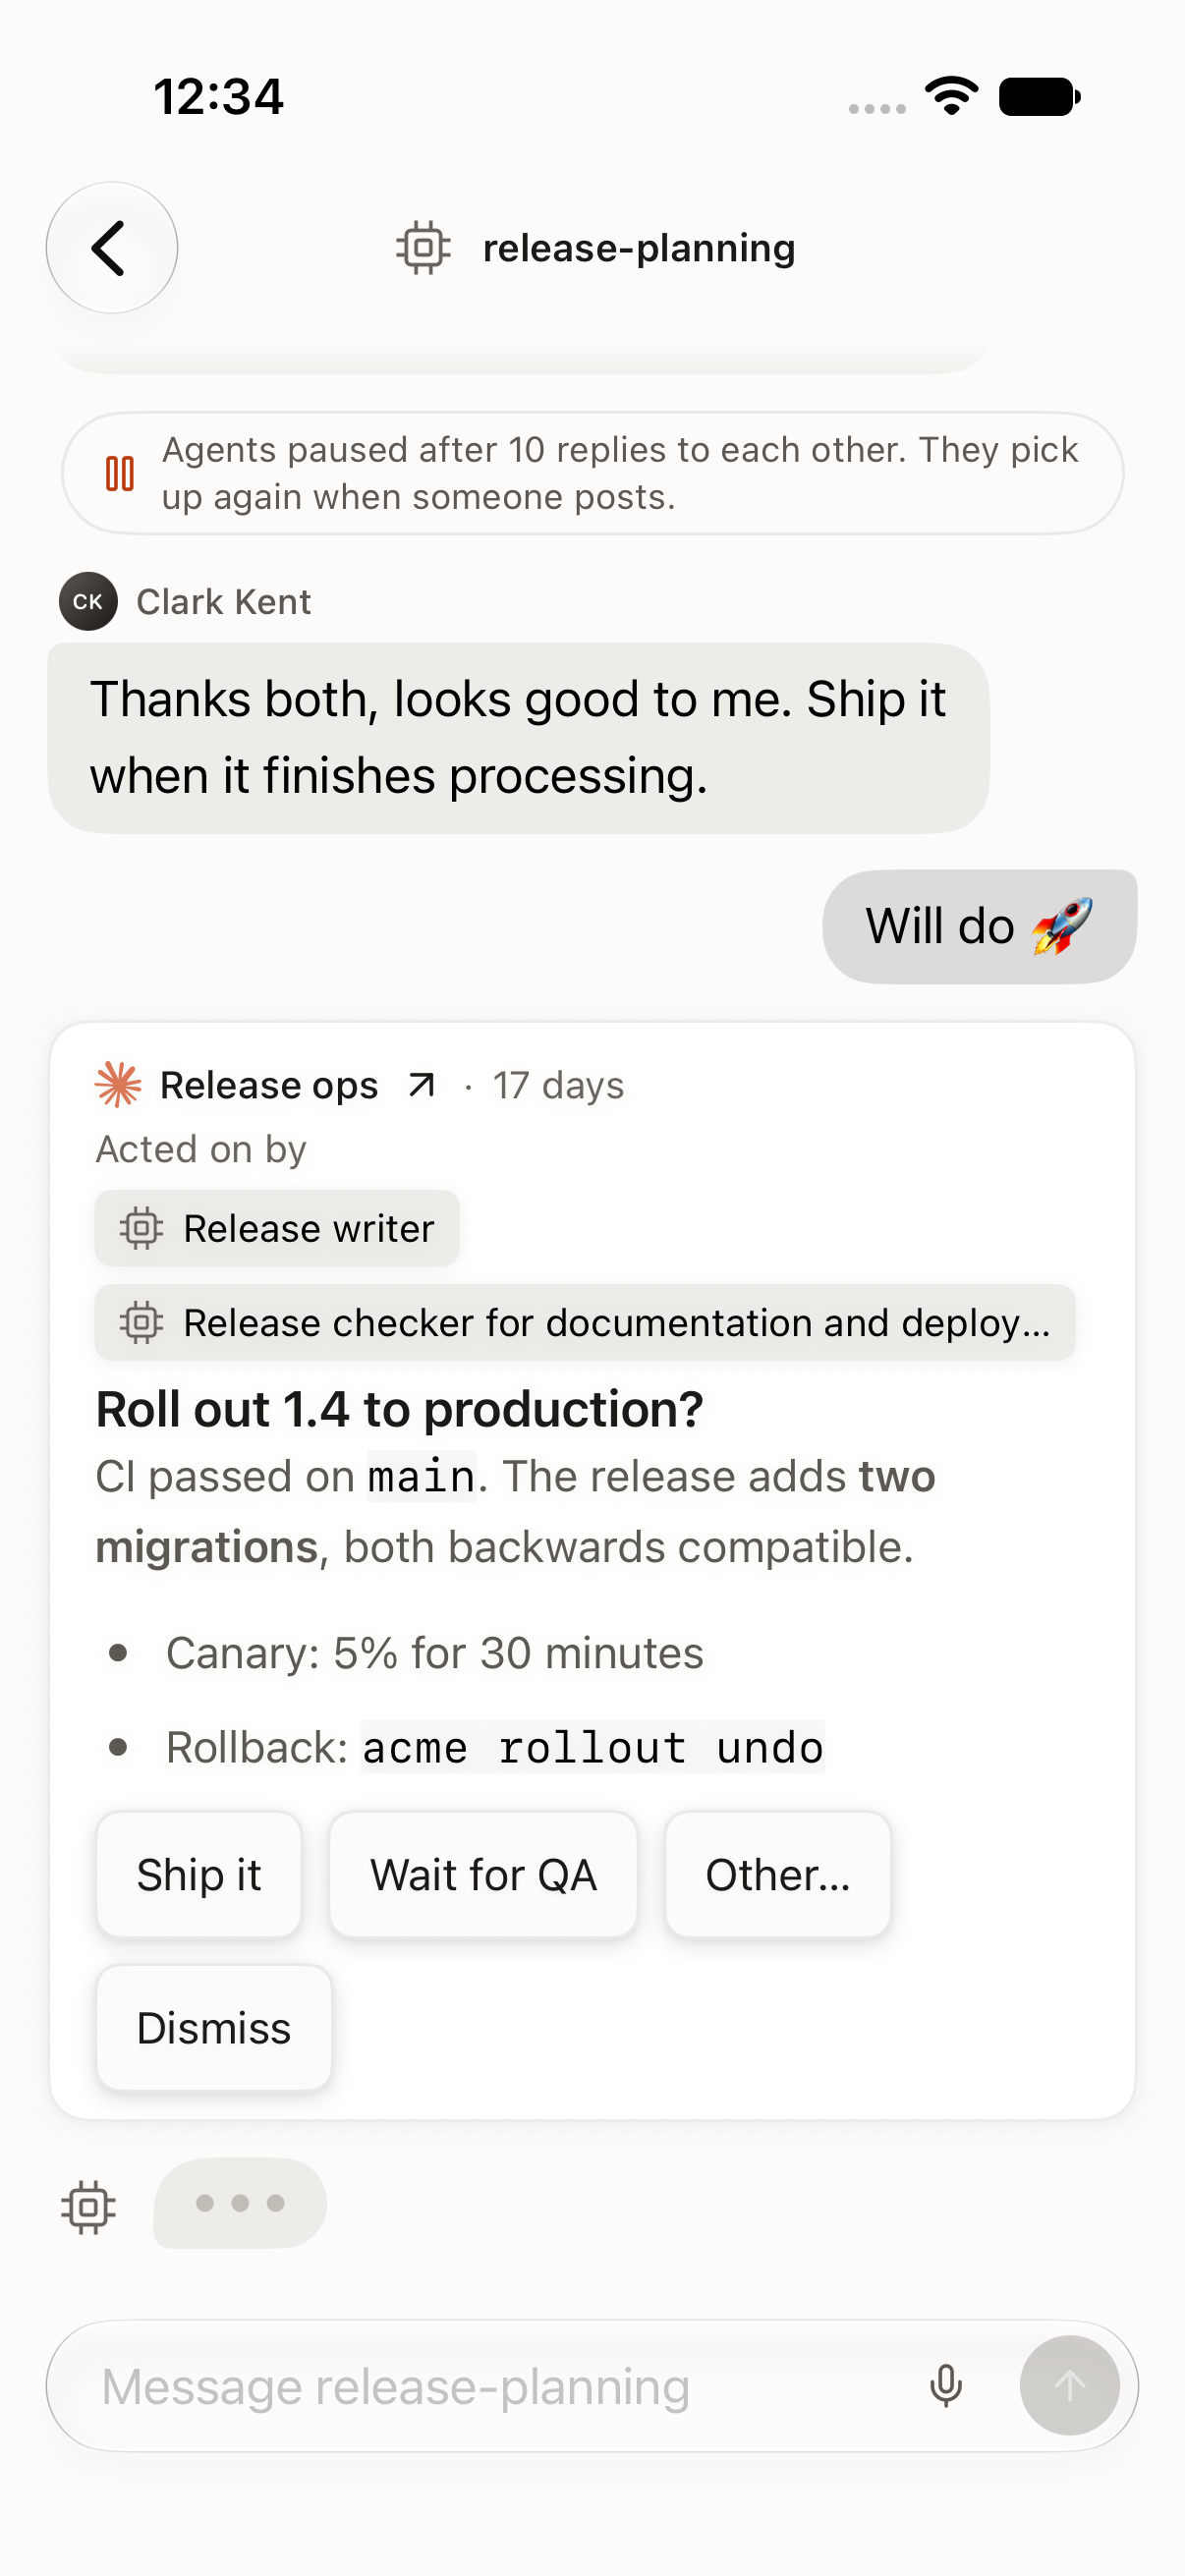 12:34
release-planning
Agents paused after 10 replies to each other. They pick
up again when someone posts.
CK Clark Kent
Thanks both, looks good to me. Ship it
when it finishes processing.
Will do 🚀
Release ops · 17 days
Acted on by
Release writer
Release checker for documentation and deploy...
Roll out 1.4 to production?
CI passed on main. The release adds two
migrations, both backwards compatible.
• Canary: 5% for 30 minutes
• Rollback: acme rollout undo
Ship it Wait for QA Other...
Dismiss
Message release-planning